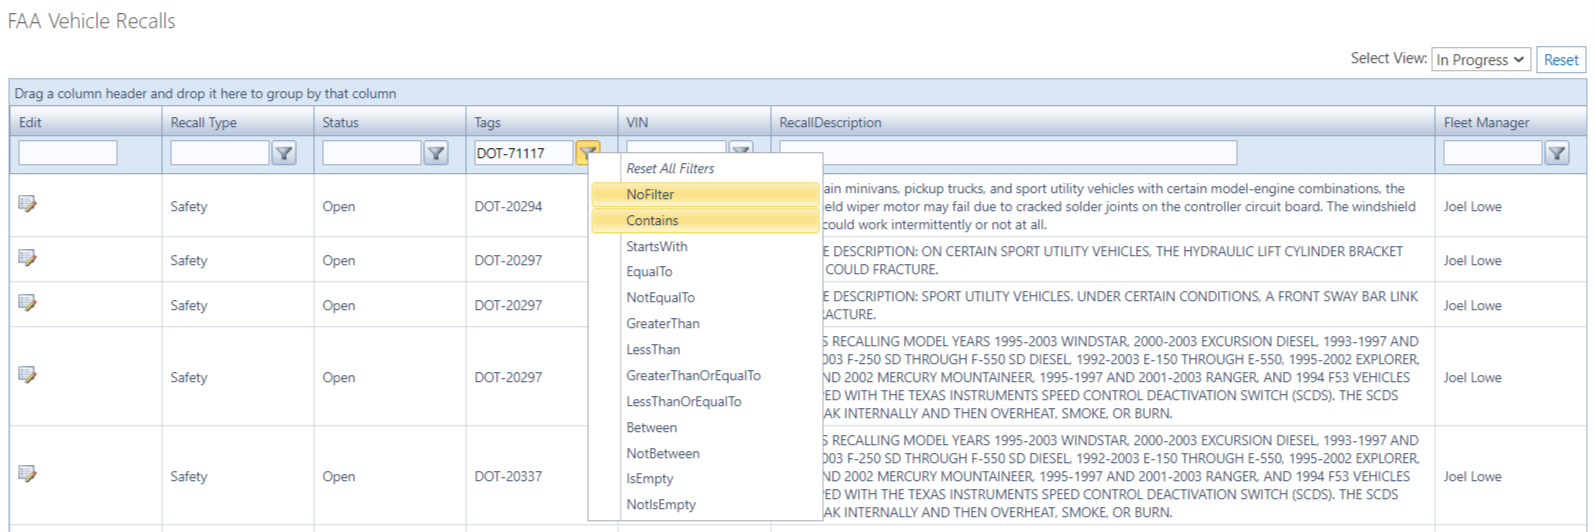 FAA Vehicle Recalls
Select View: In Progress Reset
Drag a column header and drop it here to group by that column
Edit Recall Type Status Tags VIN RecallDescription Fleet Manager
DOT-71117
Reset All Filters
NoFilter
Contains
StartsWith
EqualTo
NotEqualTo
GreaterThan
LessThan
GreaterThanOrEqualTo
LessThanOrEqualTo
Between
NotBetween
IsEmpty
NotIsEmpty
Safety Open DOT-20294 Joel Lowe
minivans, pickup trucks, and sport utility vehicles with certain model-engine combinations, the
wiper motor may fail due to cracked solder joints on the controller circuit board. The windshield
could work intermittently or not at all.
Safety Open DOT-20297 Joel Lowe
DESCRIPTION: ON CERTAIN SPORT UTILITY VEHICLES, THE HYDRAULIC LIFT CYLINDER BRACKET
COULD FRACTURE.
Safety Open DOT-20297 Joel Lowe
DESCRIPTION: SPORT UTILITY VEHICLES. UNDER CERTAIN CONDITIONS, A FRONT SWAY BAR LINK
Safety Open DOT-20297 Joel Lowe
RECALLING MODEL YEARS 1995-2003 WINDSTAR, 2000-2003 EXCURSION DIESEL, 1993-1997 AND
F-250 SD THROUGH F-550 SD DIESEL, 1992-2003 E-150 THROUGH E-550, 1995-2002 EXPLORER,
2002 MERCURY MOUNTAINEER, 1995-1997 AND 2001-2003 RANGER, AND 1994 F53 VEHICLES
WITH THE TEXAS INSTRUMENTS SPEED CONTROL DEACTIVATION SWITCH (SCDS). THE SCDS
INTERNALLY AND THEN OVERHEAT, SMOKE, OR BURN.
Safety Open DOT-20337 Joel Lowe
RECALLING MODEL YEARS 1995-2003 WINDSTAR, 2000-2003 EXCURSION DIESEL, 1993-1997 AND
F-250 SD THROUGH F-550 SD DIESEL, 1992-2003 E-150 THROUGH E-550, 1995-2002 EXPLORER,
2002 MERCURY MOUNTAINEER, 1995-1997 AND 2001-2003 RANGER, AND 1994 F53 VEHICLES
WITH THE TEXAS INSTRUMENTS SPEED CONTROL DEACTIVATION SWITCH (SCDS). THE SCDS
INTERNALLY AND THEN OVERHEAT, SMOKE, OR BURN.